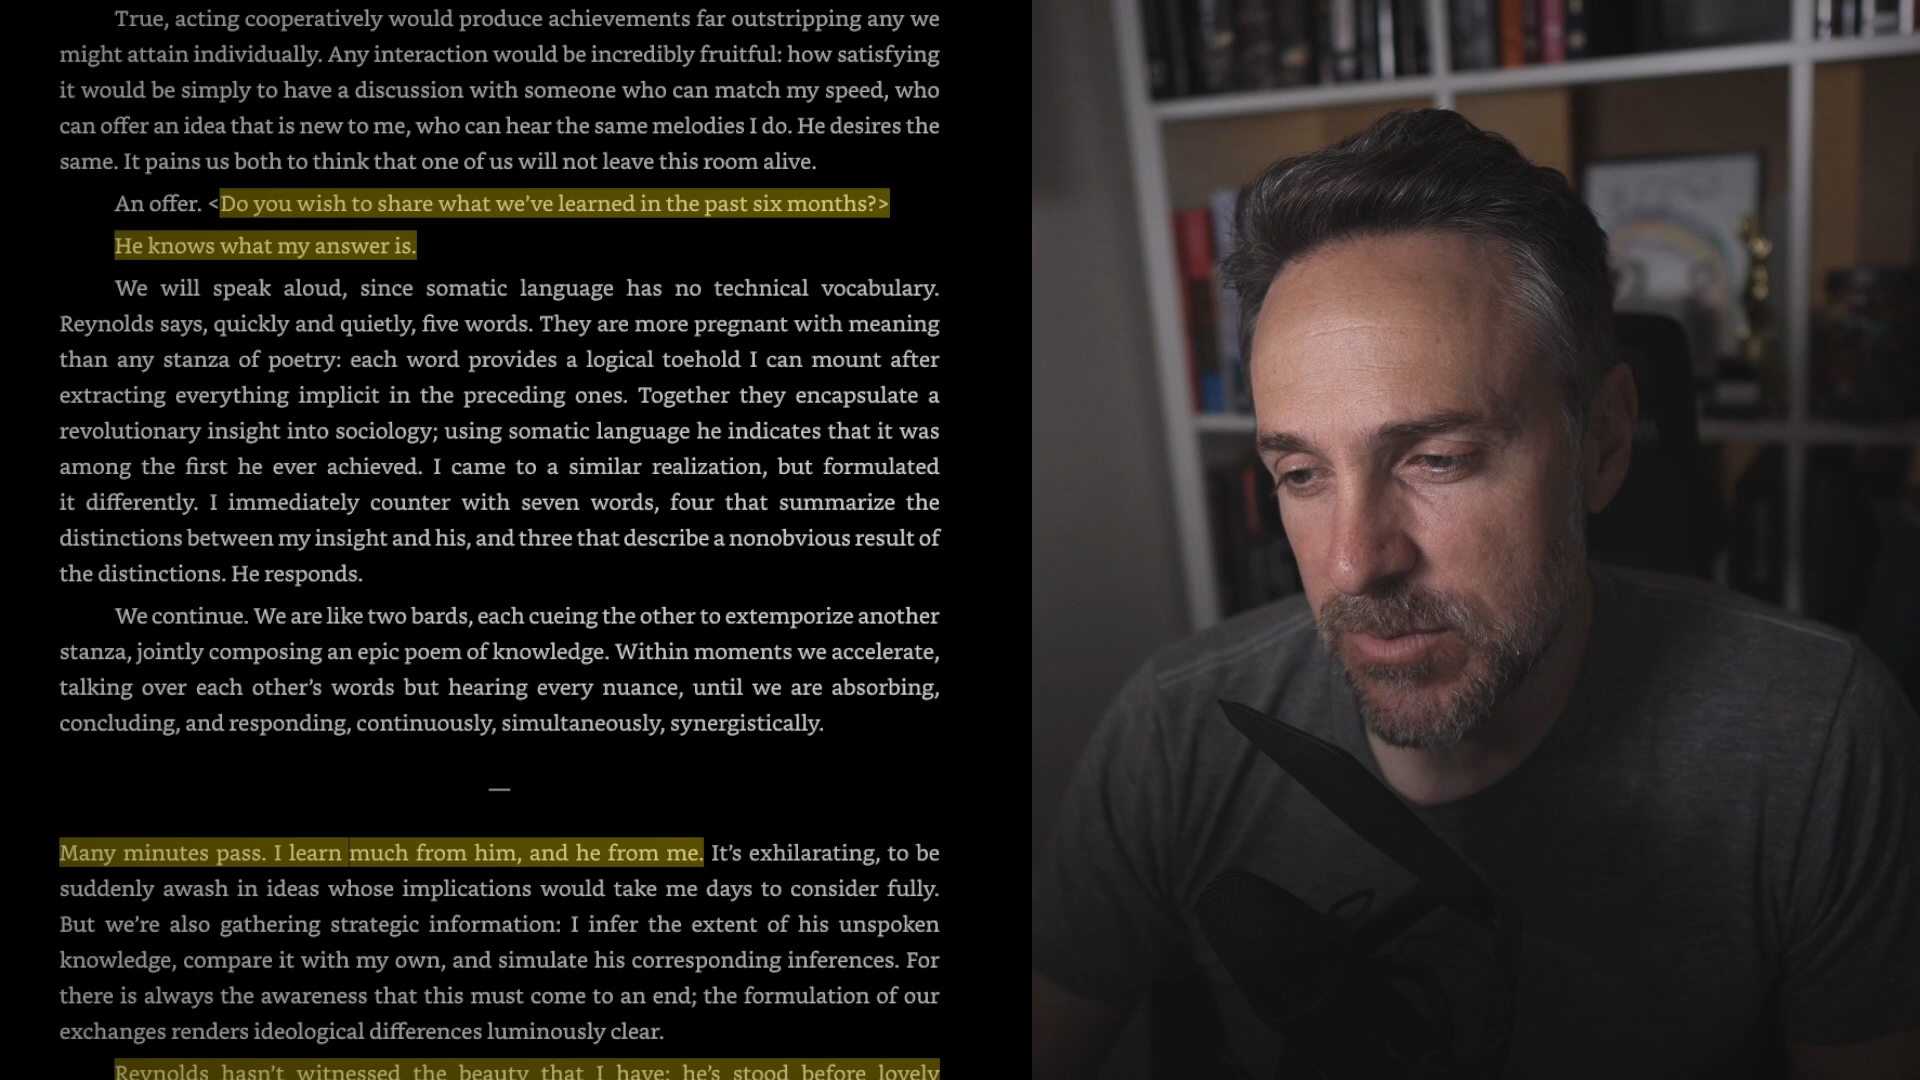 True, acting cooperatively would produce achievements far outstripping any we
might attain individually. Any interaction would be incredibly fruitful: how satisfying
it would be simply to have a discussion with someone who can match my speed, who
can offer an idea that is new to me, who can hear the same melodies I do. He desires the
same. It pains us both to think that one of us will not leave this room alive.
An offer. <Do you wish to share what we’ve learned in the past six months?>
He knows what my answer is.
We will speak aloud, since somatic language has no technical vocabulary.
Reynolds says, quickly and quietly, five words. They are more pregnant with meaning
than any stanza of poetry: each word provides a logical toehold I can mount after
extracting everything implicit in the preceding ones. Together they encapsulate a
revolutionary insight into sociology; using somatic language he indicates that it was
among the first he ever achieved. I came to a similar realization, but formulated
it differently. I immediately counter with seven words, four that summarize the
distinctions between my insight and his, and three that describe a nonobvious result of
the distinctions. He responds.
We continue. We are like two bards, each cueing the other to extemporize another
stanza, jointly composing an epic poem of knowledge. Within moments we accelerate,
talking over each other’s words but hearing every nuance, until we are absorbing,
concluding, and responding, continuously, simultaneously, synergistically.
—
Many minutes pass. I learn much from him, and he from me. It’s exhilarating, to be
suddenly awash in ideas whose implications would take me days to consider fully.
But we’re also gathering strategic information: I infer the extent of his unspoken
knowledge, compare it with my own, and simulate his corresponding inferences. For
there is always the awareness that this must come to an end; the formulation of our
exchanges renders ideological differences luminously clear.
Reynolds hasn’t witnessed the beauty that I have; he’s stood before lovely